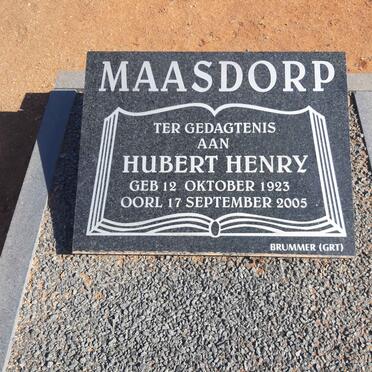 MAASDORP
TER GEDAGTENIS
AAN
HUBERT HENRY
GEB 12 OKTOBER 1923
OORL 17 SEPTEMBER 2005
BRUMMER (GRT)